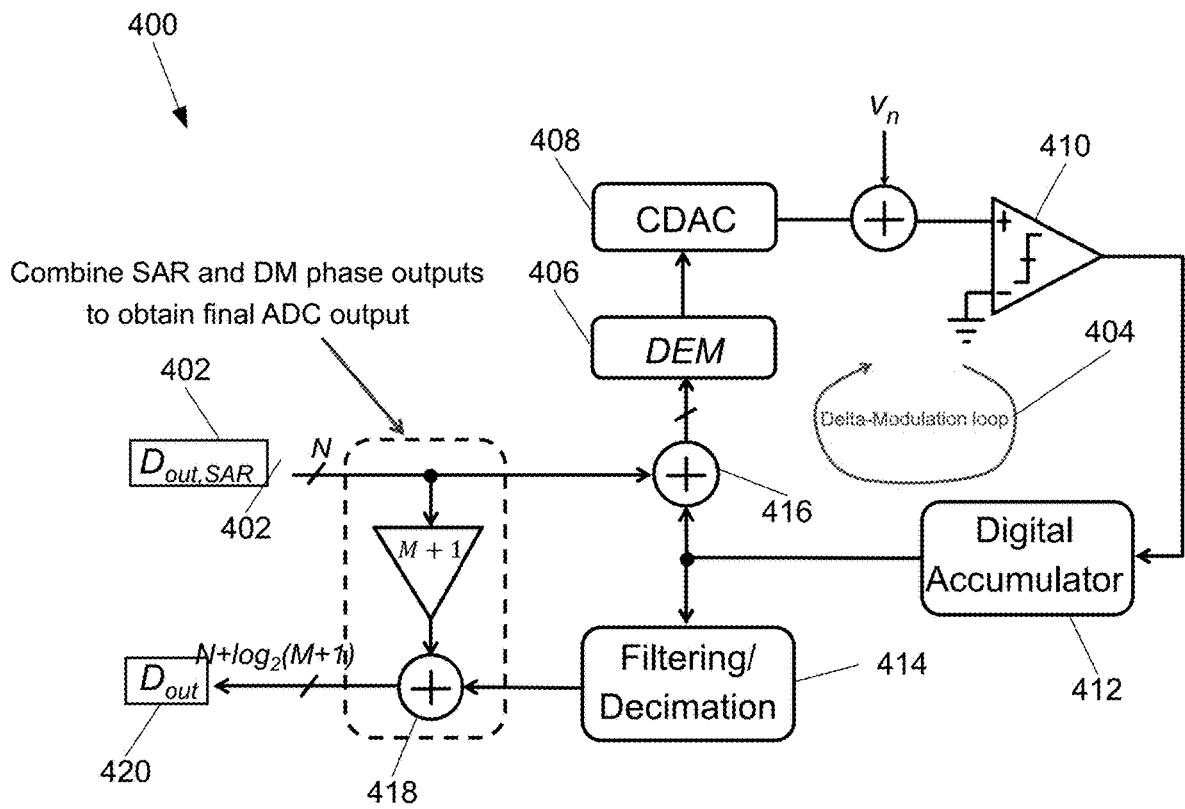 400
V_n
408
410
CDAC
+
+
−
Combine SAR and DM phase outputs
to obtain final ADC output
406
DEM
404
Delta-Modulation loop
402
D_out,SAR
N
402
+
416
M + 1
Digital
Accumulator
412
N+log_2(M+1)
D_out
420
+
418
Filtering/
Decimation
414